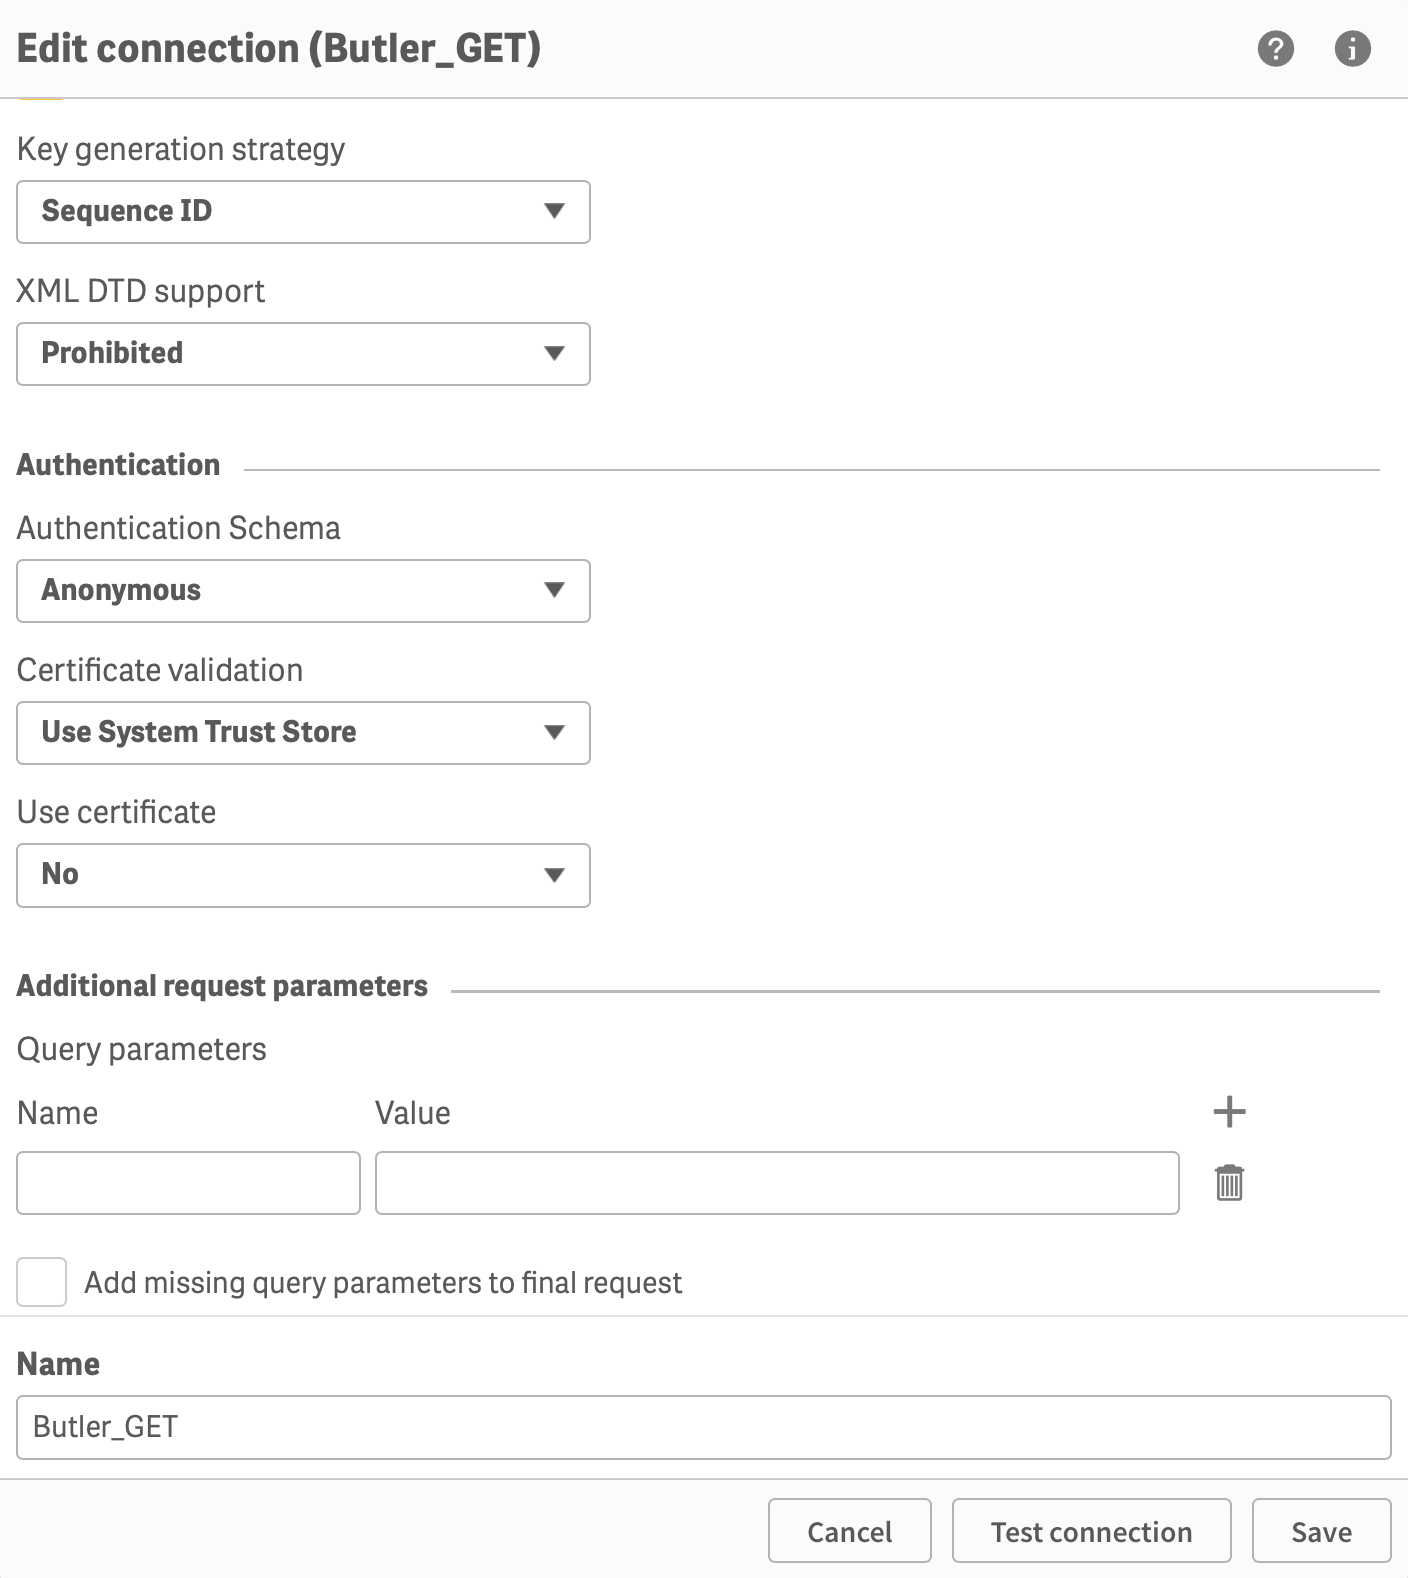 Edit connection (Butler_GET)
Key generation strategy
Sequence ID
XML DTD support
Prohibited
Authentication
Authentication Schema
Anonymous
Certificate validation
Use System Trust Store
Use certificate
No
Additional request parameters
Query parameters
Name Value
Add missing query parameters to final request
Name
Butler_GET
Cancel Test connection Save